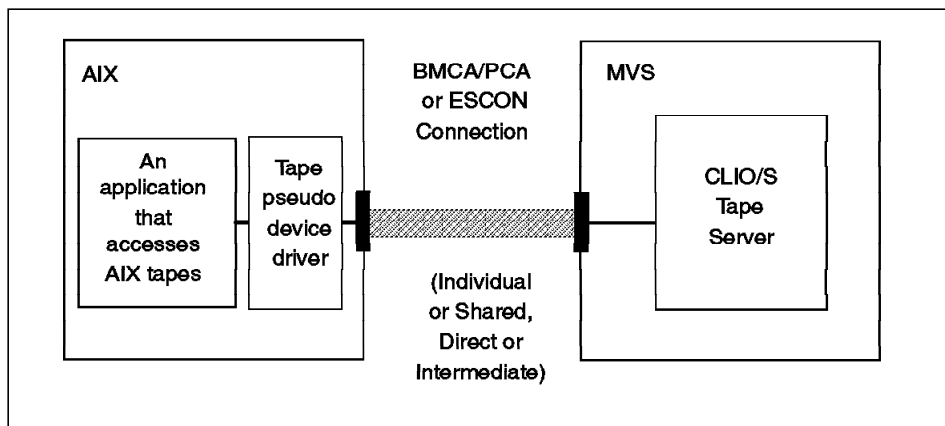 AIX
An
application
that
accesses
AIX tapes
Tape
pseudo
device
driver
BMCA/PCA
or ESCON
Connection
(Individual
or Shared,
Direct or
Intermediate)
MVS
CLIO/S
Tape
Server